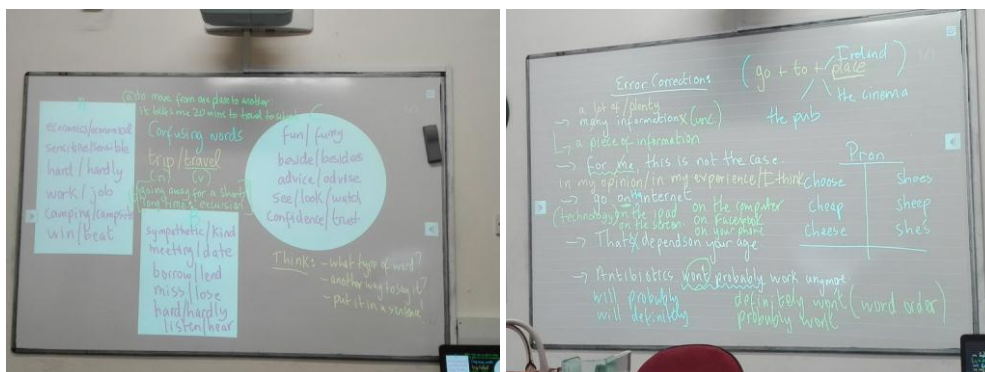 to move from one place to another
it takes me 20 mins to travel to
A
economics/economical
sensitive/sensible
hard / hardly
work / job
camping/campsite
win/beat
Confusing words
trip/travel
(n) (v)
going away for a short
long time excursion
B
sympathetic/kind
meeting/date
borrow/lend
miss/lose
hard/hardly
listen/hear
fun/funny
beside/besides
advice/advise
see/look/watch
confidence/trust
Think: - what type of word?
- another way to say it?
- put it in a sentence
Error Corrections
(go + to + place)
Ireland
the cinema
the pub
a lot of/plenty
→ many informationX (unc)
a piece of information
→ For me, this is not the case.
in my opinion/in my experience/I think
→ go on internet
(technology) on the ipad on the computer
on the screen on Facebook
on your phone
→ Thats depends on your age
Pron
choose shoes
cheap sheep
cheese she's
→ Antibiotics wont probably work anymore
will probably definitely won't (word order)
will definitely probably won't